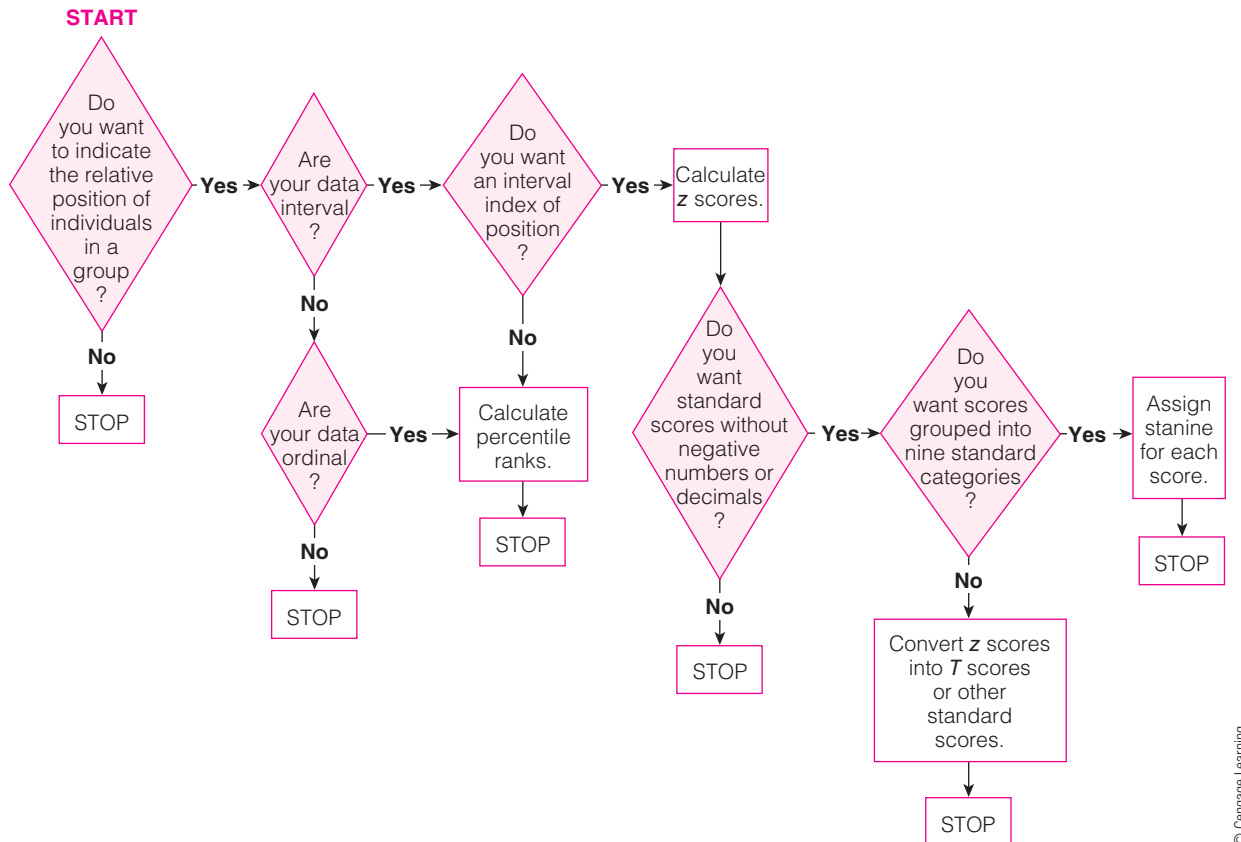 START
Do
you want
to indicate
the relative
position of
individuals
in a
group
?
Yes
No
STOP
Are
your data
interval
?
Yes
No
Are
your data
ordinal
?
Yes
No
STOP
Do
you want
an interval
index of
position
?
Yes
No
Calculate
percentile
ranks.
STOP
Calculate
z scores.
Do
you
want
standard
scores without
negative
numbers or
decimals
?
Yes
No
STOP
Do
you
want scores
grouped into
nine standard
categories
?
Yes
No
Convert z scores
into T scores
or other
standard
scores.
STOP
Assign
stanine
for each
score.
STOP
© Cengage Learning